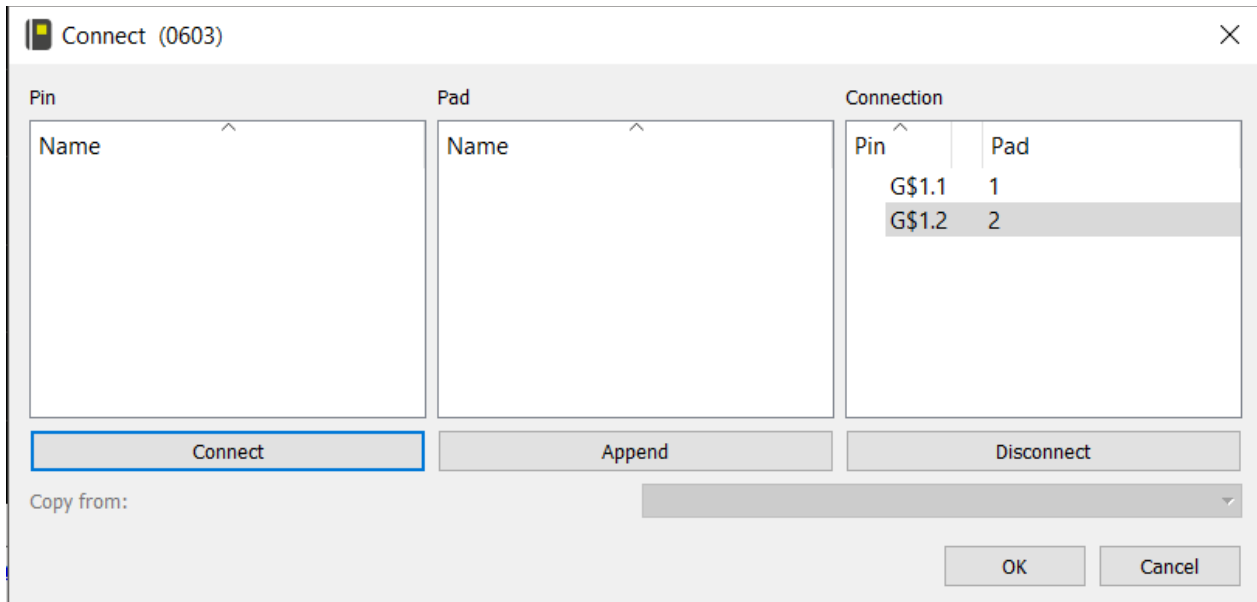 Connect (0603)
Pin Pad Connection
Name Name Pin Pad
G$1.1 1
G$1.2 2
Connect Append Disconnect
Copy from:
OK Cancel